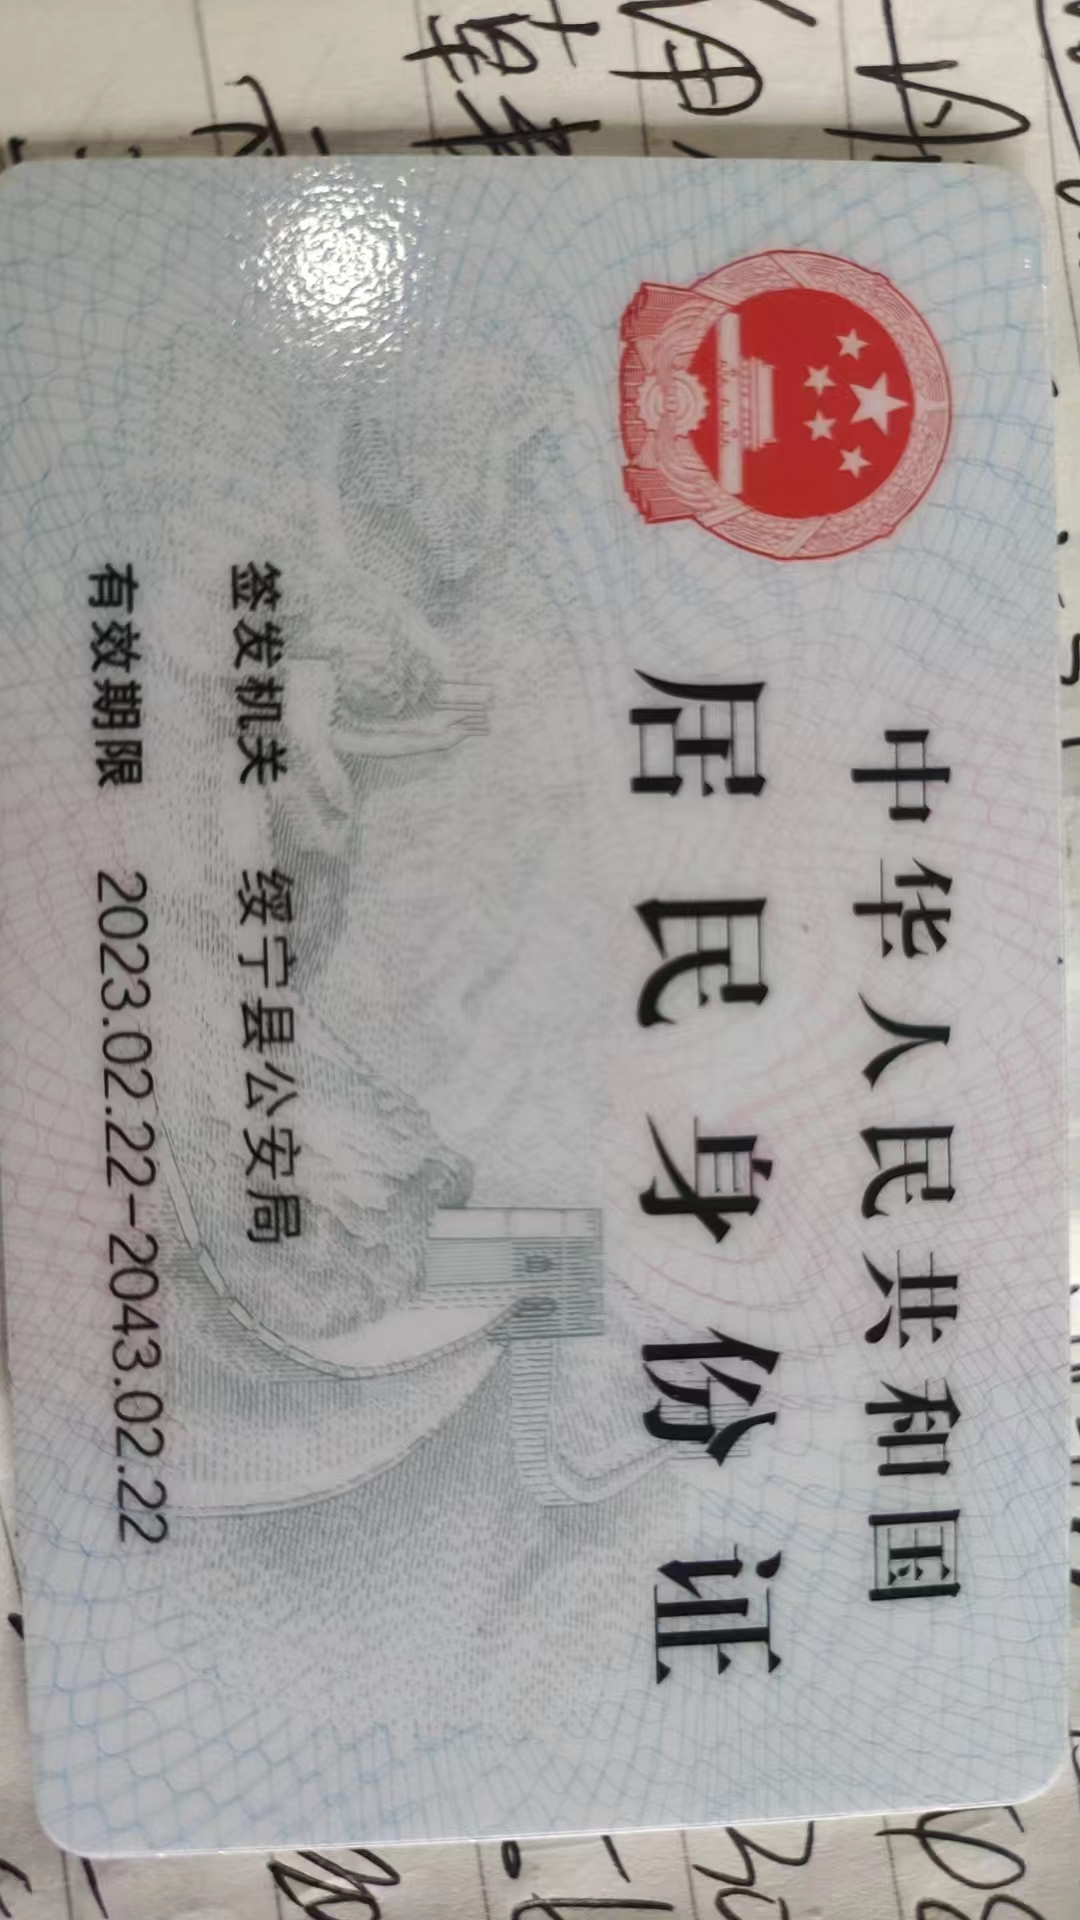 中华人民共和国
居民身份证
签发机关 绥宁县公安局
有效期限 2023.02.22-2043.02.22